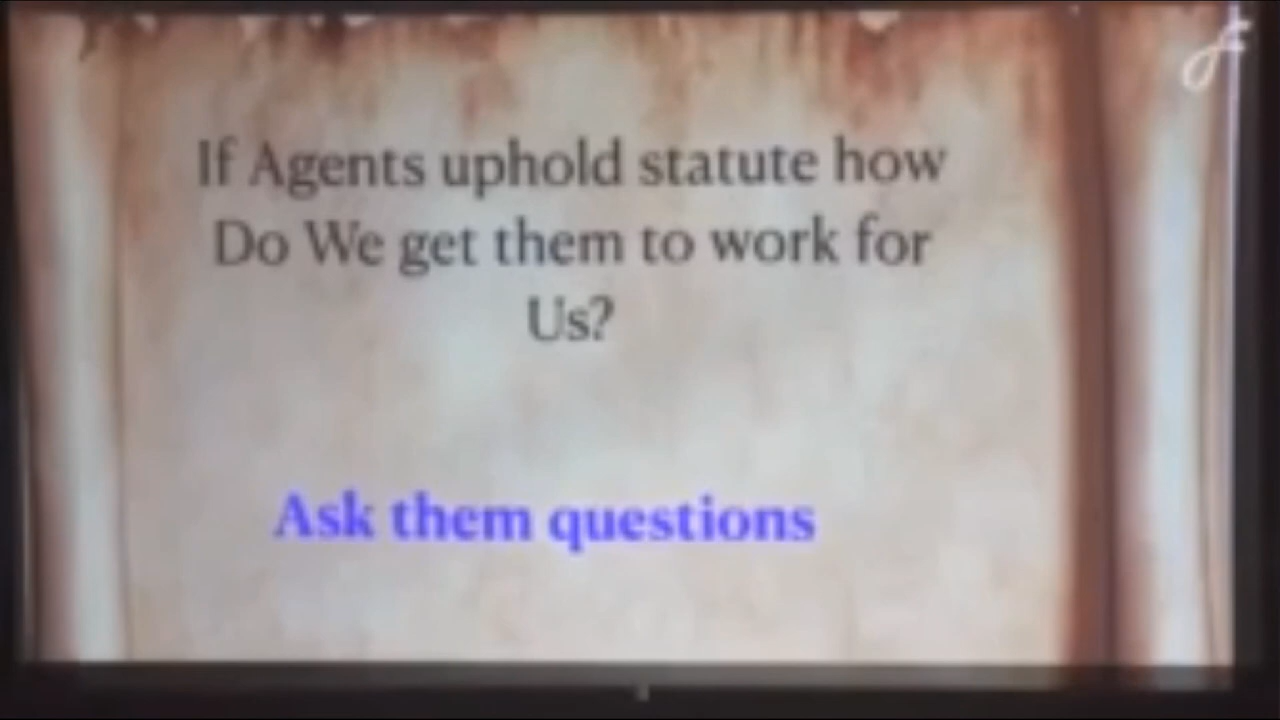 If Agents uphold statute how
Do We get them to work for
Us?
Ask them questions